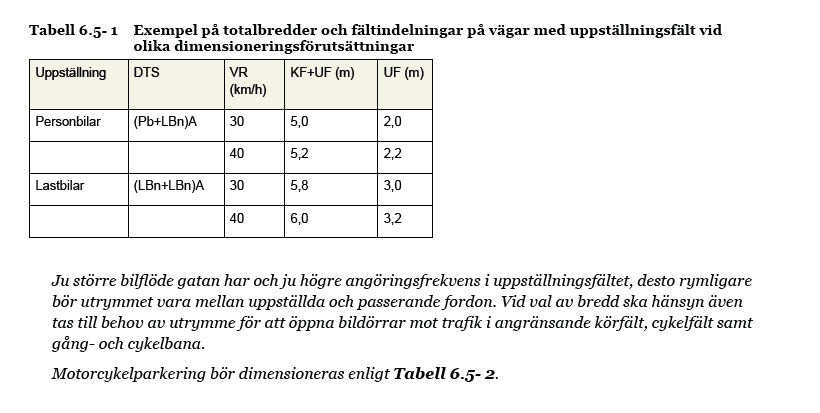 Tabell 6.5- 1 Exempel på totalbredder och fältindelningar på vägar med uppställningsfält vid
olika dimensioneringsförutsättningar
Uppställning DTS VR KF+UF (m) UF (m)
(km/h)
Personbilar (Pb+LBn)A 30 5,0 2,0
40 5,2 2,2
Lastbilar (LBn+LBn)A 30 5,8 3,0
40 6,0 3,2
Ju större bilflöde gatan har och ju högre angöringsfrekvens i uppställningsfältet, desto rymligare
bör utrymmet vara mellan uppställda och passerande fordon. Vid val av bredd ska hänsyn även
tas till behov av utrymme för att öppna bildörrar mot trafik i angränsande körfält, cykelfält samt
gång- och cykelbana.
Motorcykelparkering bör dimensioneras enligt Tabell 6.5- 2.